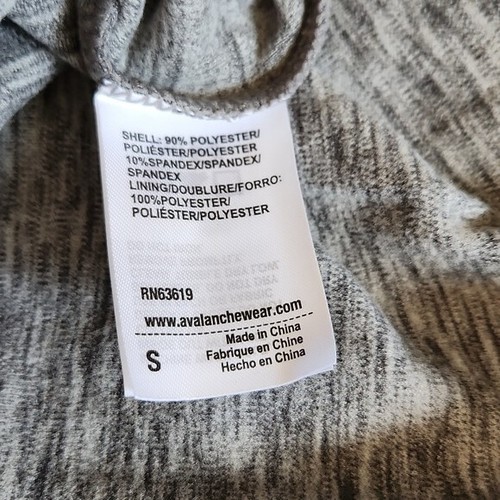 SHELL: 90% POLYESTER/
POLIÉSTER/POLYESTER
10%SPANDEX/SPANDEX/
SPANDEX
LINING/DOUBLURE/FORRO:
100%POLYESTER/
POLIÉSTER/POLYESTER
RN63619
www.avalanchewear.com
S
Made in China
Fabrique en Chine
Hecho en China